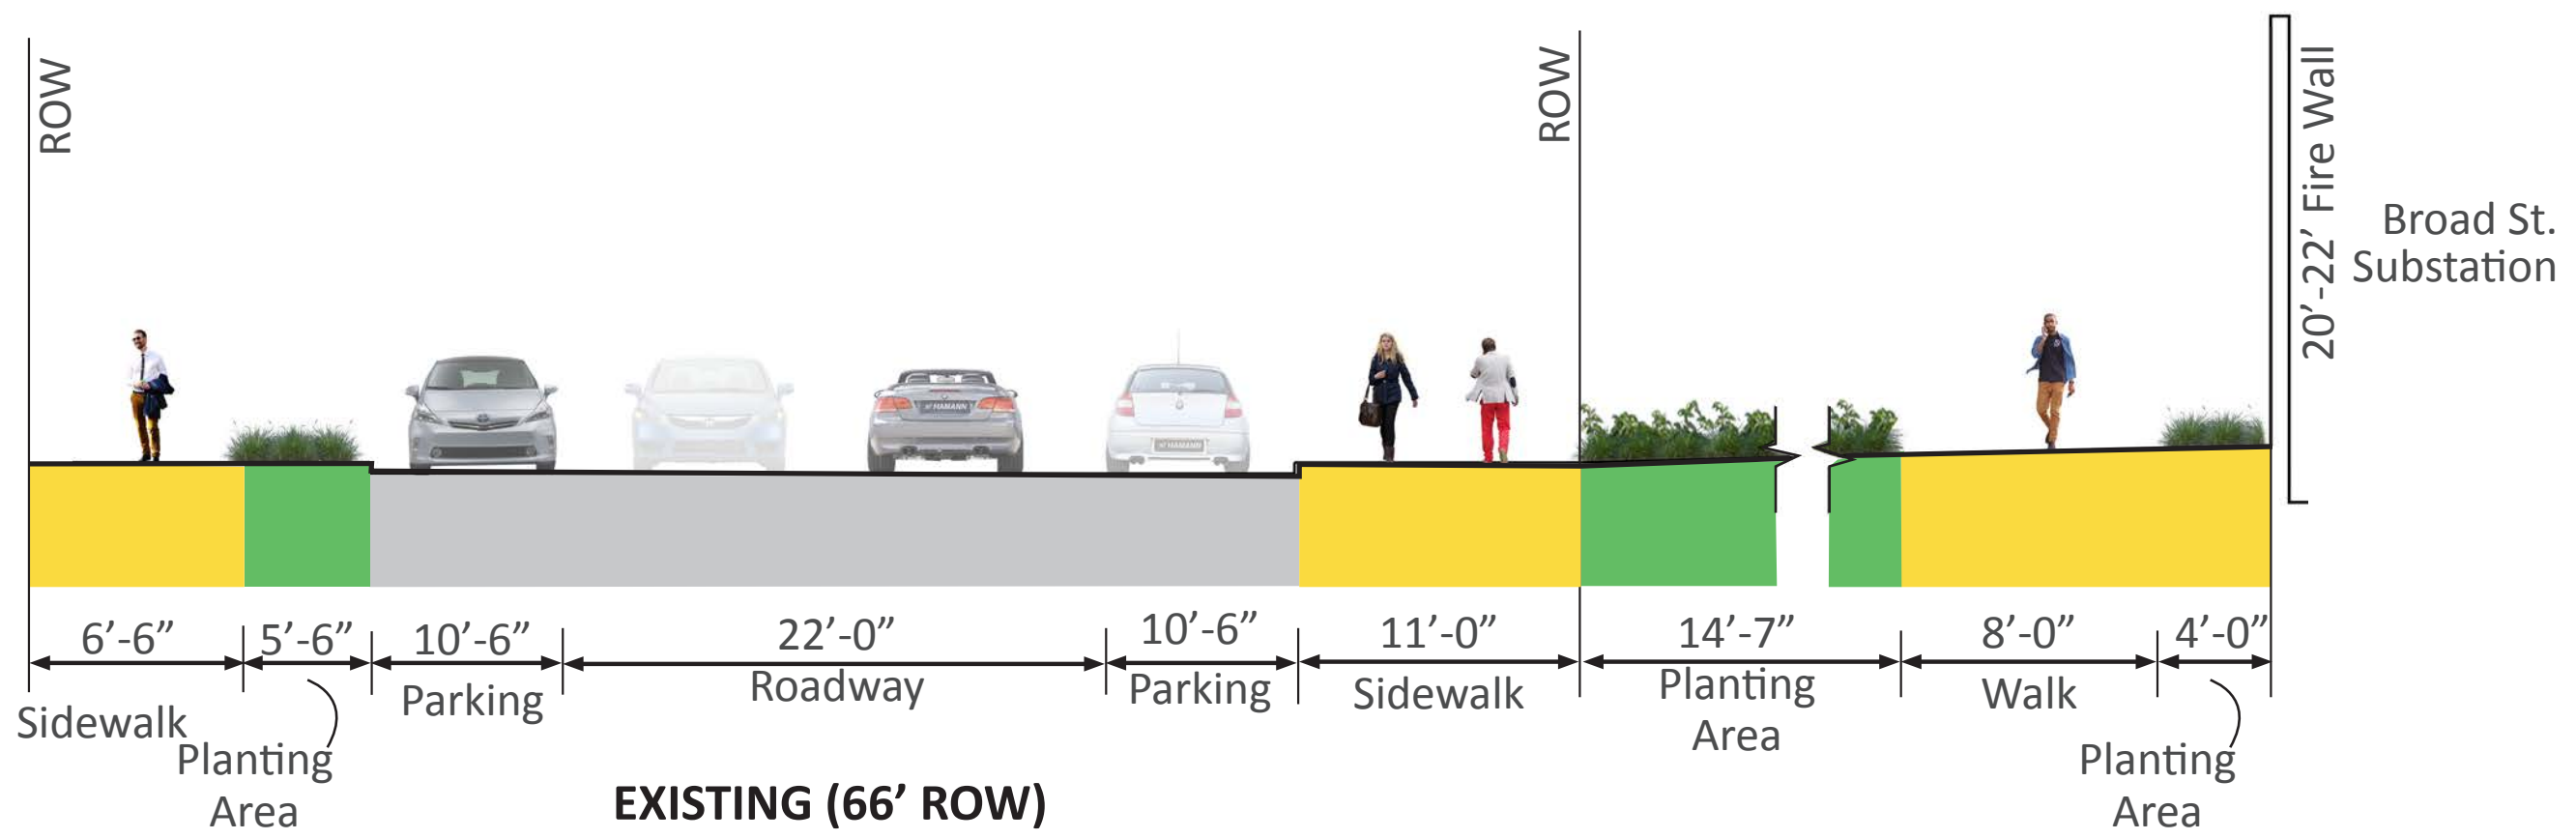 ROW
ROW
20’-22’ Fire Wall
Broad St.
Substation
HAMANN
HAMANN
6’-6”
5’-6”
10’-6”
22’-0”
10’-6”
11’-0”
14’-7”
8’-0”
4’-0”
Sidewalk
Planting
Area
Parking
Roadway
Parking
Sidewalk
Planting
Area
Walk
Planting
Area
EXISTING (66’ ROW)